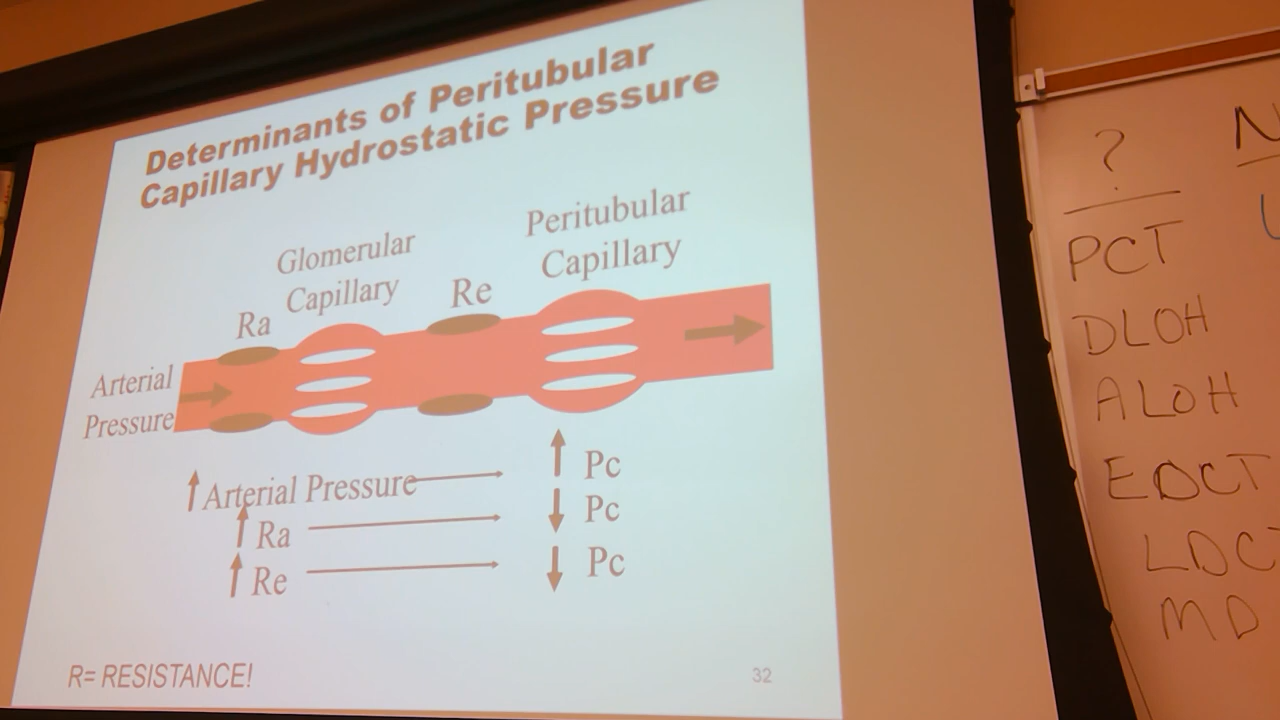 Determinants of Peritubular
Capillary Hydrostatic Pressure
Peritubular
Capillary
Glomerular
Capillary
Ra
Re
Arterial
Pressure
↑ Arterial Pressure → ↑ Pc
↑ Ra → ↓ Pc
↑ Re → ↓ Pc
R= RESISTANCE!
32
?
PCT
DLOH
ALOH
EDCT
MD